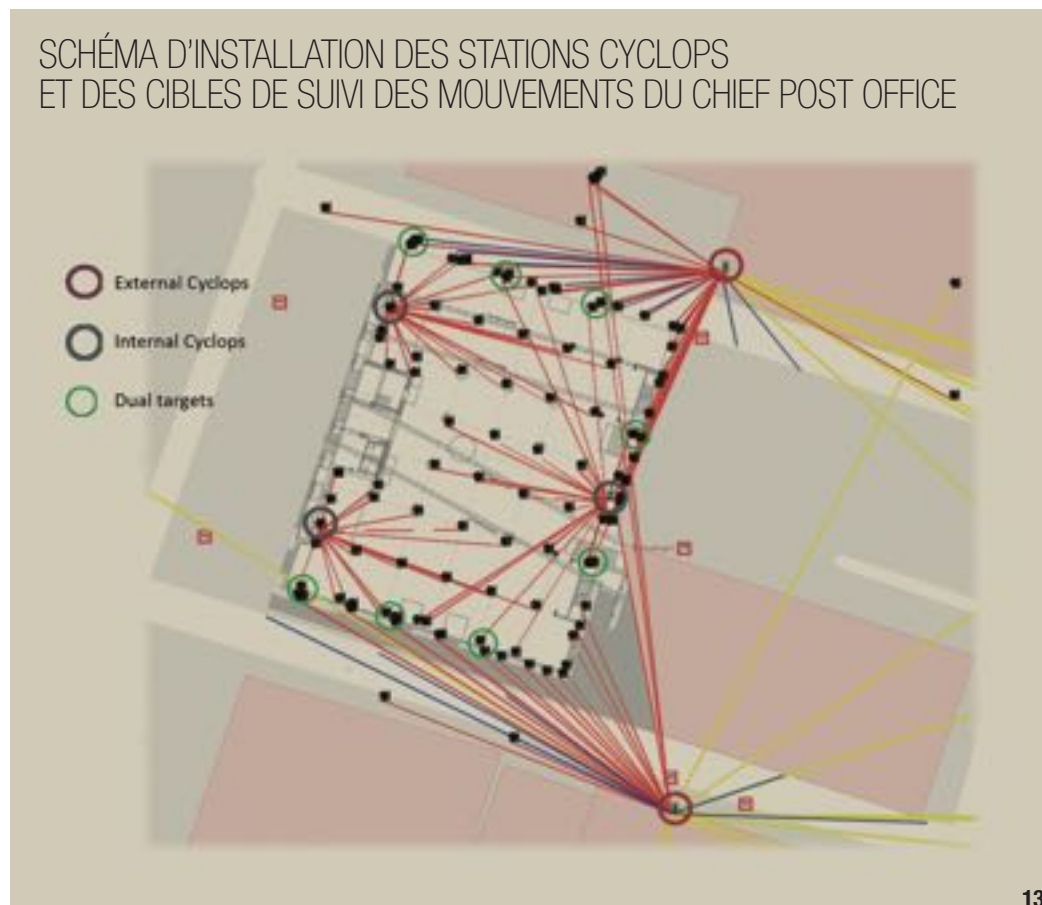 SCHÉMA D'INSTALLATION DES STATIONS CYCLOPS
ET DES CIBLES DE SUIVI DES MOUVEMENTS DU CHIEF POST OFFICE
External Cyclops
Internal Cyclops
Dual targets
13